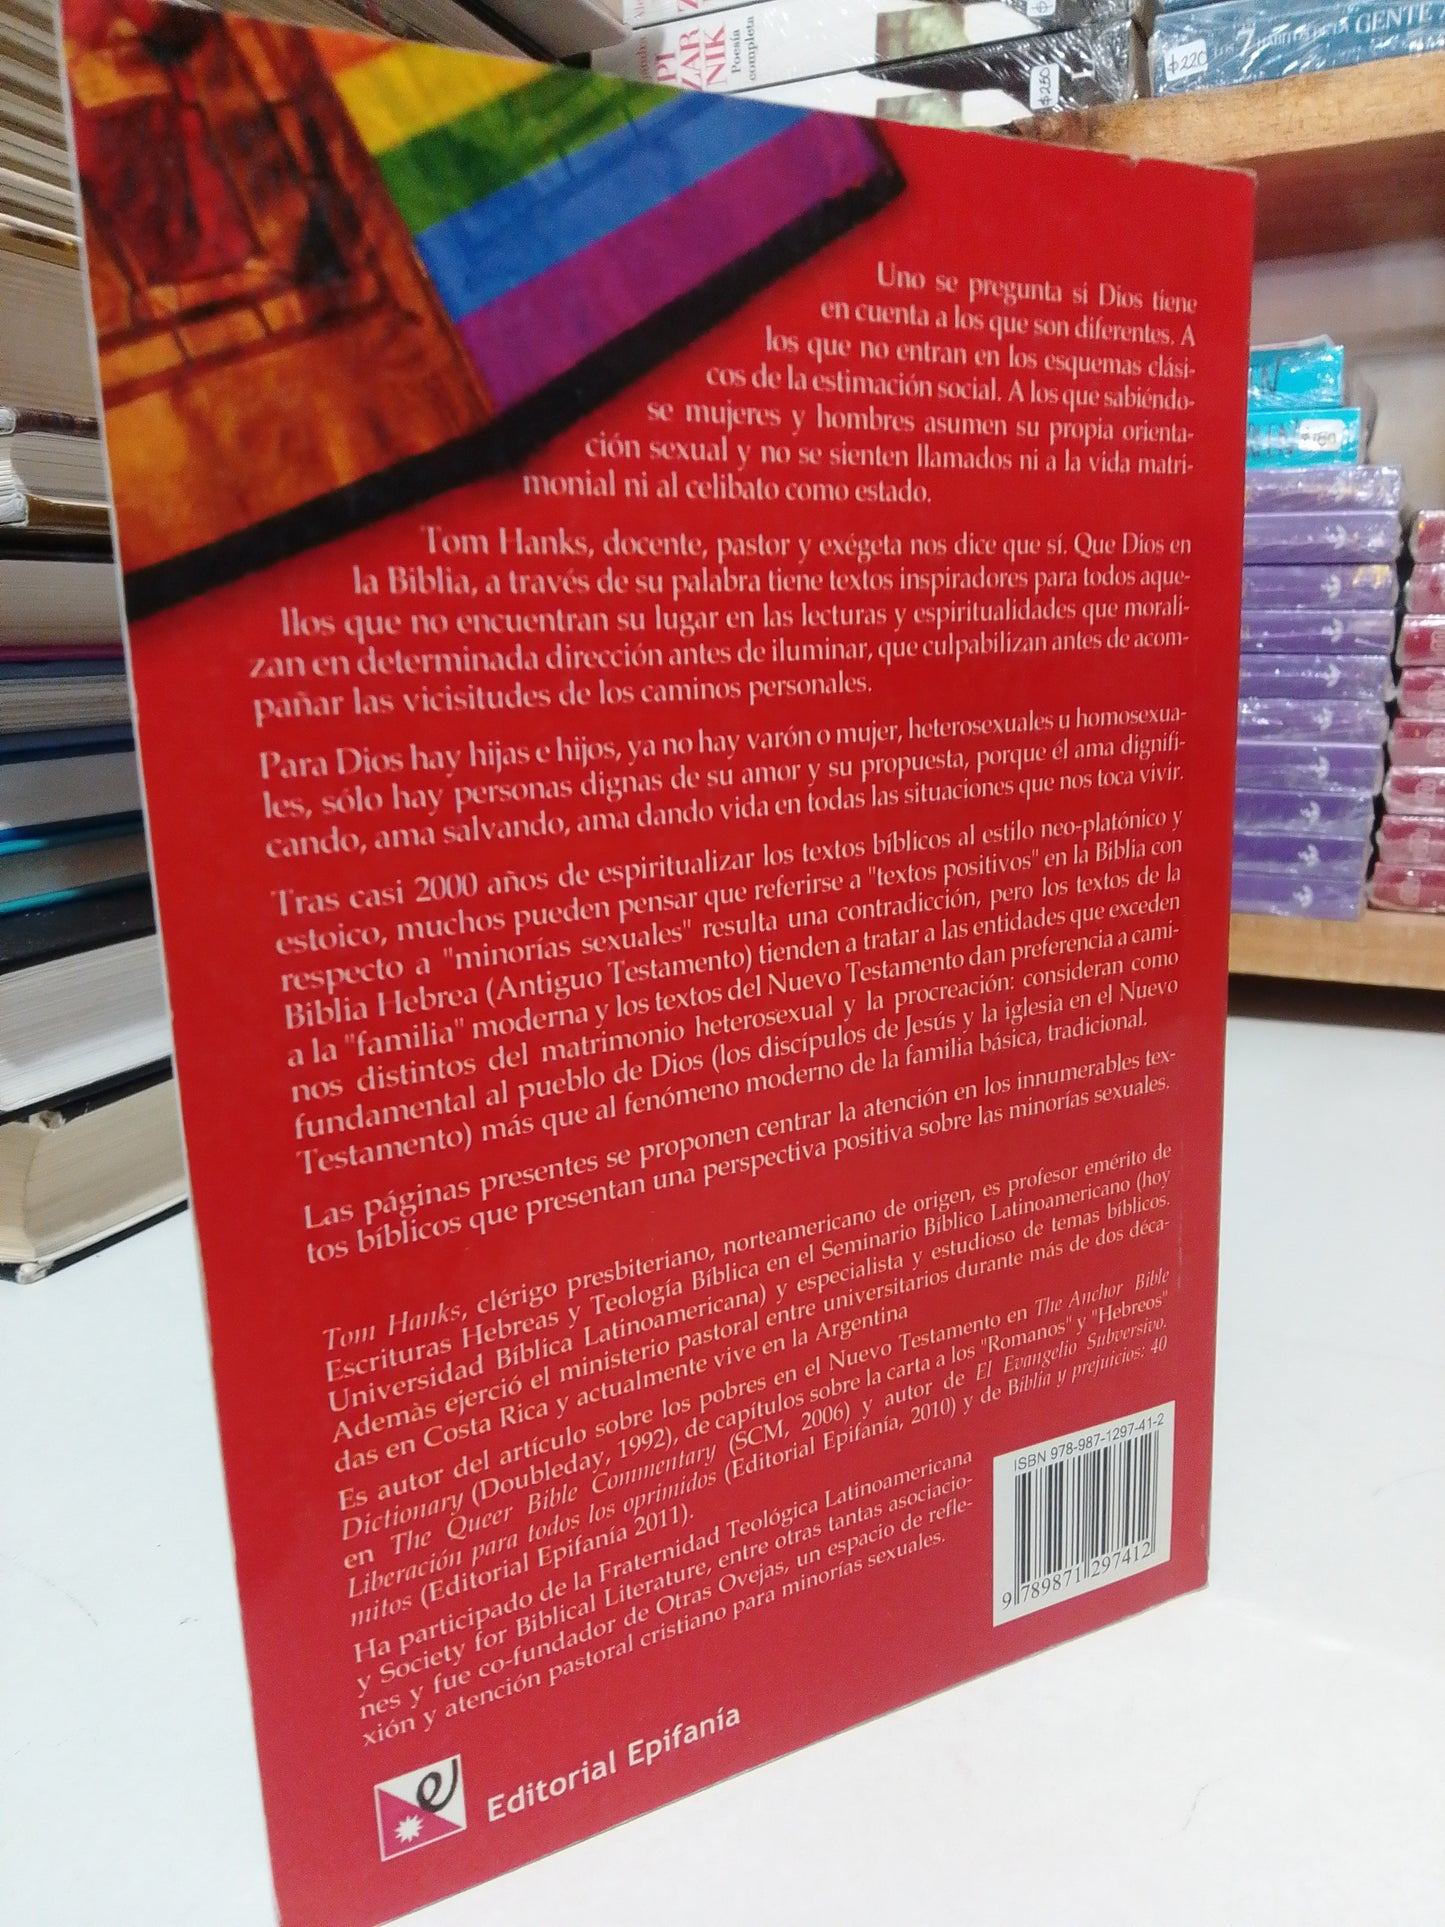 PI
ZAR
NIK
Poesía
completa
$250
$220
GENTE
Uno se pregunta si Dios tiene
en cuenta a los que son diferentes. A
los que no entran en los esquemas clási-
cos de la estimación social. A los que sabiéndo-
se mujeres y hombres asumen su propia orienta-
ción sexual y no se sienten llamados ni a la vida matri-
monial ni al celibato como estado.
Tom Hanks, docente, pastor y exégeta nos dice que sí. Que Dios en
la Biblia, a través de su palabra tiene textos inspiradores para todos aque-
llos que no encuentran su lugar en las lecturas y espiritualidades que morali-
zan en determinada dirección antes de iluminar, que culpabilizan antes de acom-
pañar las vicisitudes de los caminos personales.
Para Dios hay hijas e hijos, ya no hay varón o mujer, heterosexuales u homosexua-
les, sólo hay personas dignas de su amor y su propuesta, porque él ama dignifi-
cando, ama salvando, ama dando vida en todas las situaciones que nos toca vivir.
Tras casi 2000 años de espiritualizar los textos bíblicos al estilo neo-platónico y
estoico, muchos pueden pensar que referirse a "textos positivos" en la Biblia con
respecto a "minorías sexuales" resulta una contradicción, pero los textos de la
Biblia Hebrea (Antiguo Testamento) tienden a tratar a las entidades que exceden
a la "familia" moderna y los textos del Nuevo Testamento dan preferencia a cami-
nos distintos del matrimonio heterosexual y la procreación: consideran como
fundamental al pueblo de Dios (los discípulos de Jesús y la iglesia en el Nuevo
Testamento) más que al fenómeno moderno de la familia básica, tradicional.
Las páginas presentes se proponen centrar la atención en los innumerables tex-
tos bíblicos que presentan una perspectiva positiva sobre las minorías sexuales.
Tom Hanks, clérigo presbiteriano, norteamericano de origen, es profesor emérito de
Escrituras Hebreas y Teología Bíblica en el Seminario Bíblico Latinoamericano (hoy
Universidad Bíblica Latinoamericana) y especialista y estudioso de temas bíblicos.
Además ejerció el ministerio pastoral entre universitarios durante más de dos déca-
das en Costa Rica y actualmente vive en la Argentina
Es autor del artículo sobre los pobres en el Nuevo Testamento en The Anchor Bible
Dictionary (Doubleday, 1992), de capítulos sobre la carta a los "Romanos" y "Hebreos"
en The Queer Bible Commentary (SCM, 2006) y autor de El Evangelio Subversivo.
Liberación para todos los oprimidos (Editorial Epifanía, 2010) y de Biblia y prejuicios: 40
mitos (Editorial Epifanía 2011).
Ha participado de la Fraternidad Teológica Latinoamericana
y Society for Biblical Literature, entre otras tantas asociacio-
nes y fue co-fundador de Otras Ovejas, un espacio de refle-
xión y atención pastoral cristiano para minorías sexuales.
ISBN 978-987-1297-41-2
9 789871 297412
Editorial Epifanía